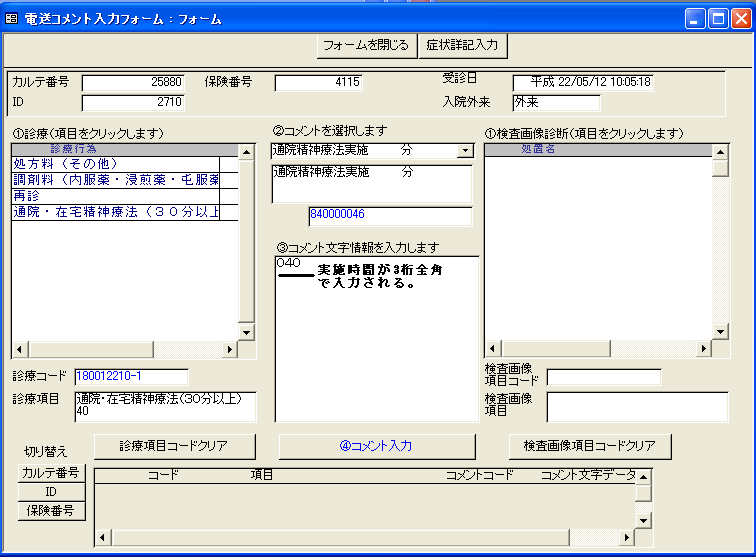 電送コメント入力フォーム : フォーム
フォームを閉じる 症状詳記入力
カルテ番号 25880 保険番号 4115 受診日 平成 22/05/12 10:05:18
ID 2710 入院外来 外来
①診療(項目をクリックします)
診療行為
処方料（その他）
調剤料（内服薬・浸煎薬・屯服薬
再診
通院・在宅精神療法（３０分以上
②コメントを選択します
通院精神療法実施　　分
通院精神療法実施　　分
840000046
③コメント文字情報を入力します
０４０
実施時間が3桁全角
で入力される。
①検査画像診断(項目をクリックします)
処置名
診療コード 180012210-1
診療項目 通院・在宅精神療法(30分以上)
40
検査画像
項目コード
検査画像
項目
切り替え
診療項目コードクリア ④コメント入力 検査画像項目コードクリア
カルテ番号
ID
保険番号
コード 項目 コメントコード コメント文字データ